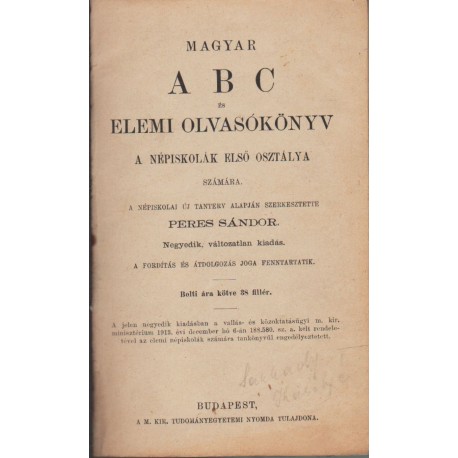 MAGYAR
A B C
ÉS
ELEMI OLVASÓKÖNYV
A NÉPISKOLÁK ELSŐ OSZTÁLYA
SZÁMÁRA.
A NÉPISKOLAI ÚJ TANTERV ALAPJÁN SZERKESZTETTE
PERES SÁNDOR.
Negyedik, változatlan kiadás.
A FORDÍTÁS ÉS ÁTDOLGOZÁS JOGA FENNTARTATIK.
Bolti ára kötve 38 fillér.
A jelen negyedik kiadásban a vallás- és közoktatásügyi m. kir.
minisztérium 1913. évi december hó 6-án 188,580. sz. a. kelt rendele-
tével az elemi népiskolák számára tankönyvül engedélyeztetett.
BUDAPEST,
A M. KIR. TUDOMÁNYEGYETEMI NYOMDA TULAJDONA.